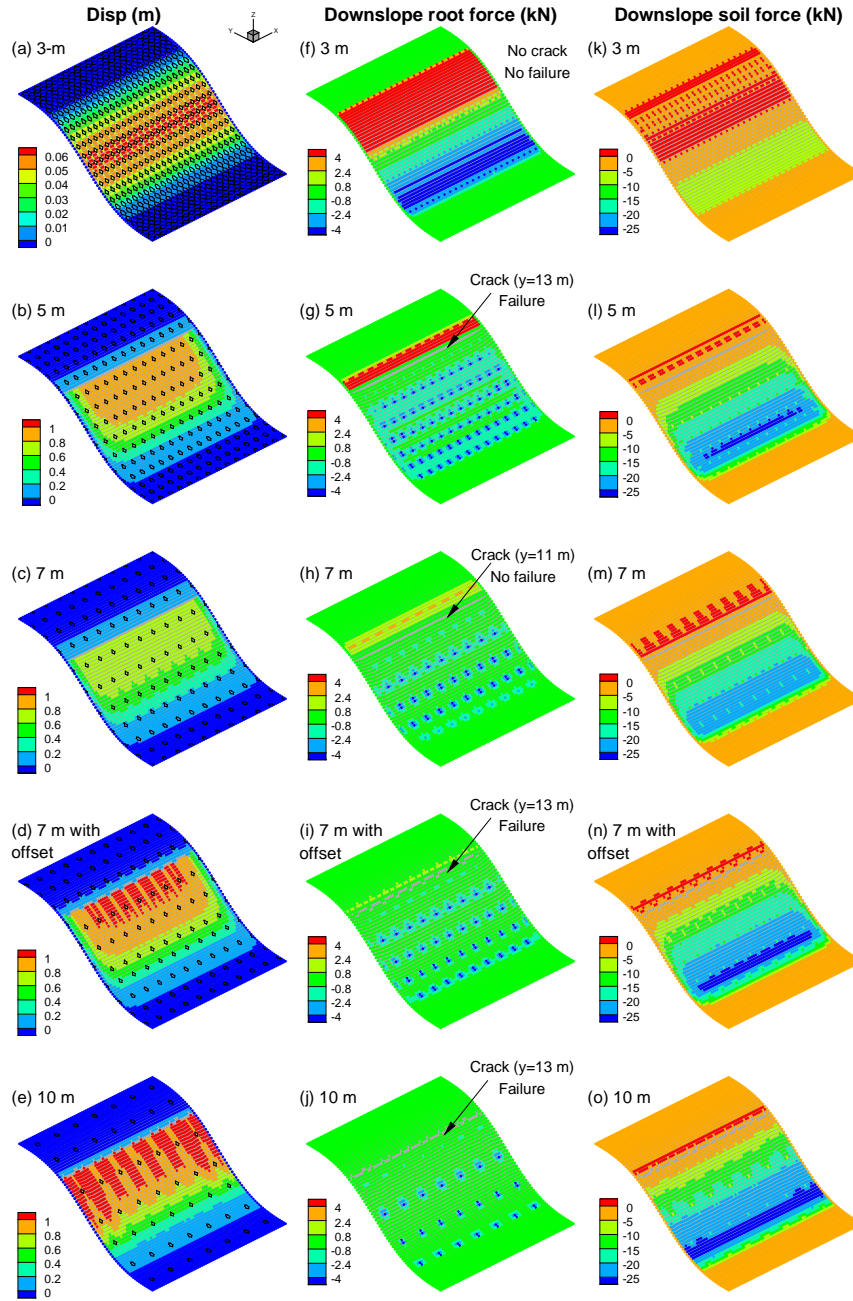 Disp (m)
Downslope root force (kN)
Downslope soil force (kN)
Z
Y
X
(a) 3-m
(f) 3 m
No crack
No failure
(k) 3 m
0.06
0.05
0.04
0.03
0.02
0.01
0
4
2.4
0.8
-0.8
-2.4
-4
0
-5
-10
-15
-20
-25
(b) 5 m
(g) 5 m
Crack (y=13 m)
Failure
(l) 5 m
1
0.8
0.6
0.4
0.2
0
4
2.4
0.8
-0.8
-2.4
-4
0
-5
-10
-15
-20
-25
(c) 7 m
(h) 7 m
Crack (y=11 m)
No failure
(m) 7 m
1
0.8
0.6
0.4
0.2
0
4
2.4
0.8
-0.8
-2.4
-4
0
-5
-10
-15
-20
-25
(d) 7 m with
offset
(i) 7 m with
offset
Crack (y=13 m)
Failure
(n) 7 m with
offset
1
0.8
0.6
0.4
0.2
0
4
2.4
0.8
-0.8
-2.4
-4
0
-5
-10
-15
-20
-25
(e) 10 m
(j) 10 m
Crack (y=13 m)
Failure
(o) 10 m
1
0.8
0.6
0.4
0.2
0
4
2.4
0.8
-0.8
-2.4
-4
0
-5
-10
-15
-20
-25